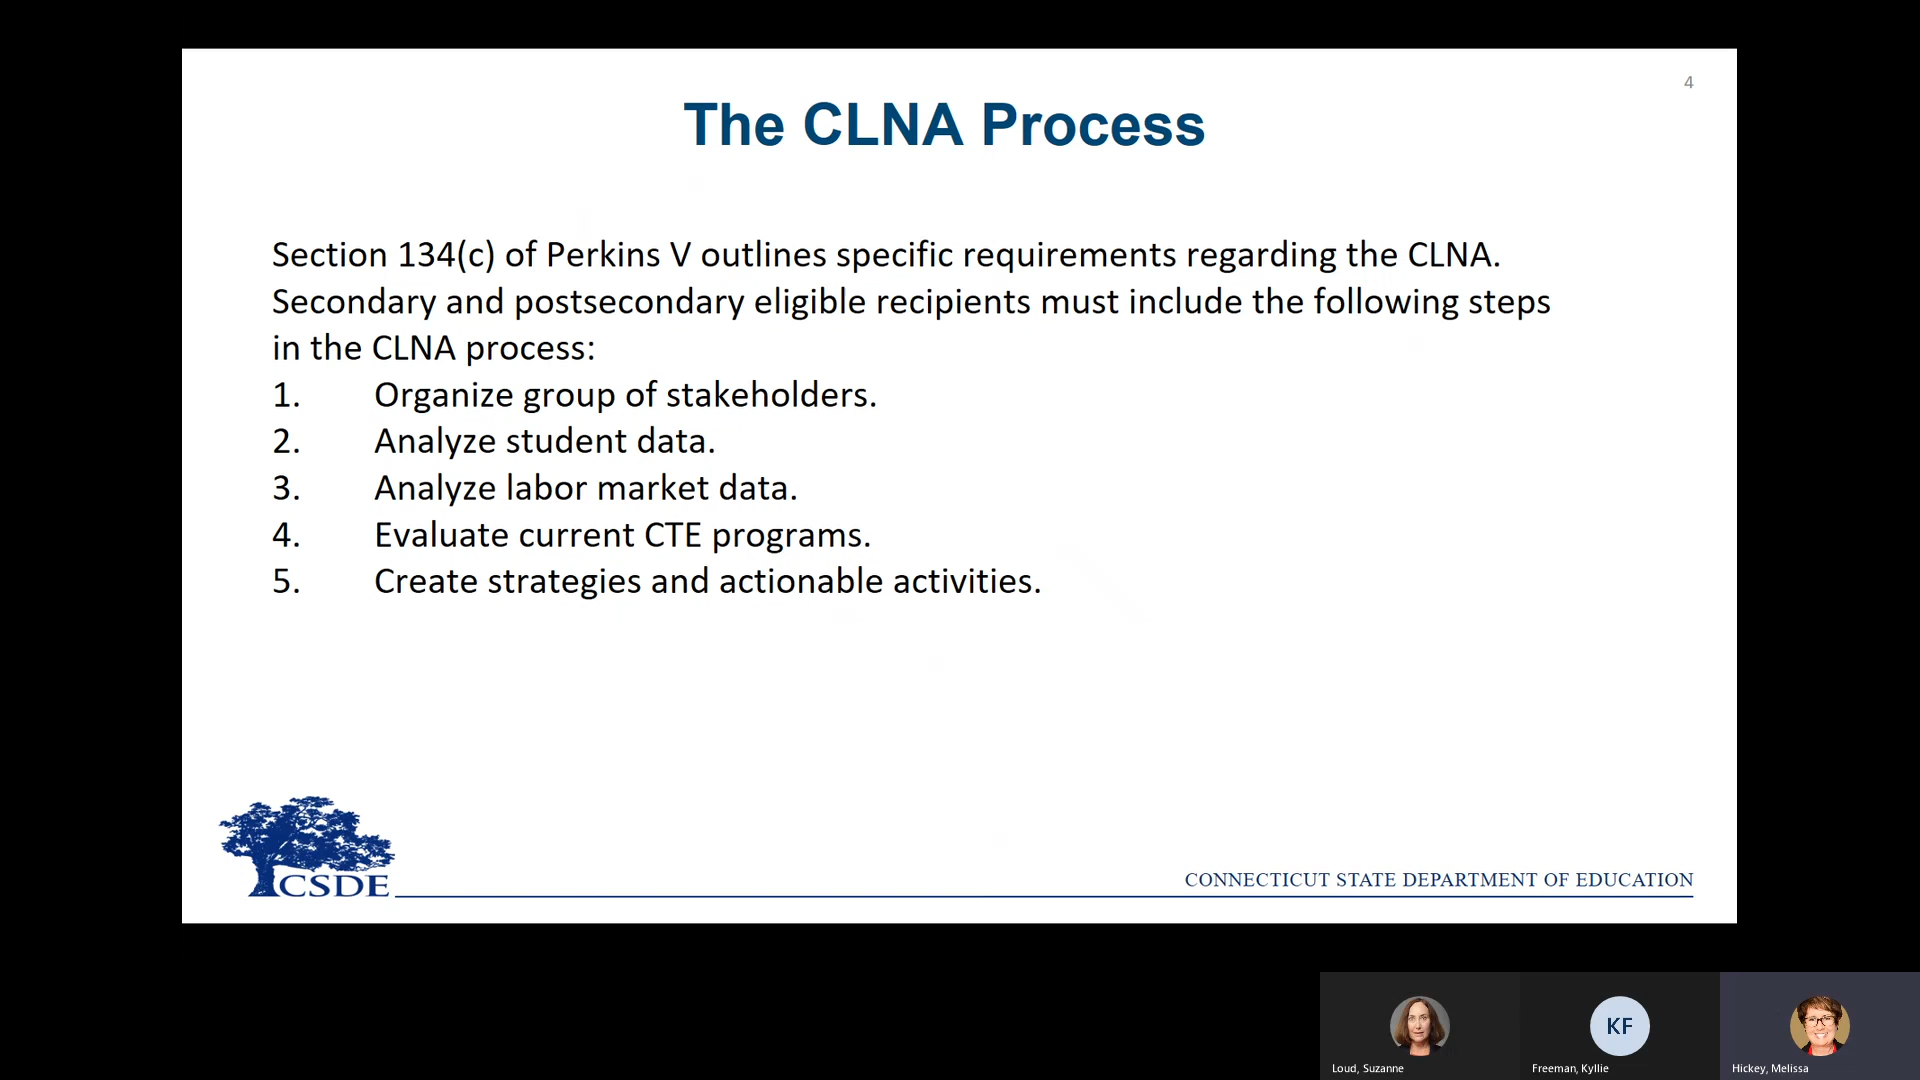 4
The CLNA Process
Section 134(c) of Perkins V outlines specific requirements regarding the CLNA.
Secondary and postsecondary eligible recipients must include the following steps
in the CLNA process:
1. Organize group of stakeholders.
2. Analyze student data.
3. Analyze labor market data.
4. Evaluate current CTE programs.
5. Create strategies and actionable activities.
CSDE
CONNECTICUT STATE DEPARTMENT OF EDUCATION
KF
Loud, Suzanne
Freeman, Kyllie
Hickey, Melissa